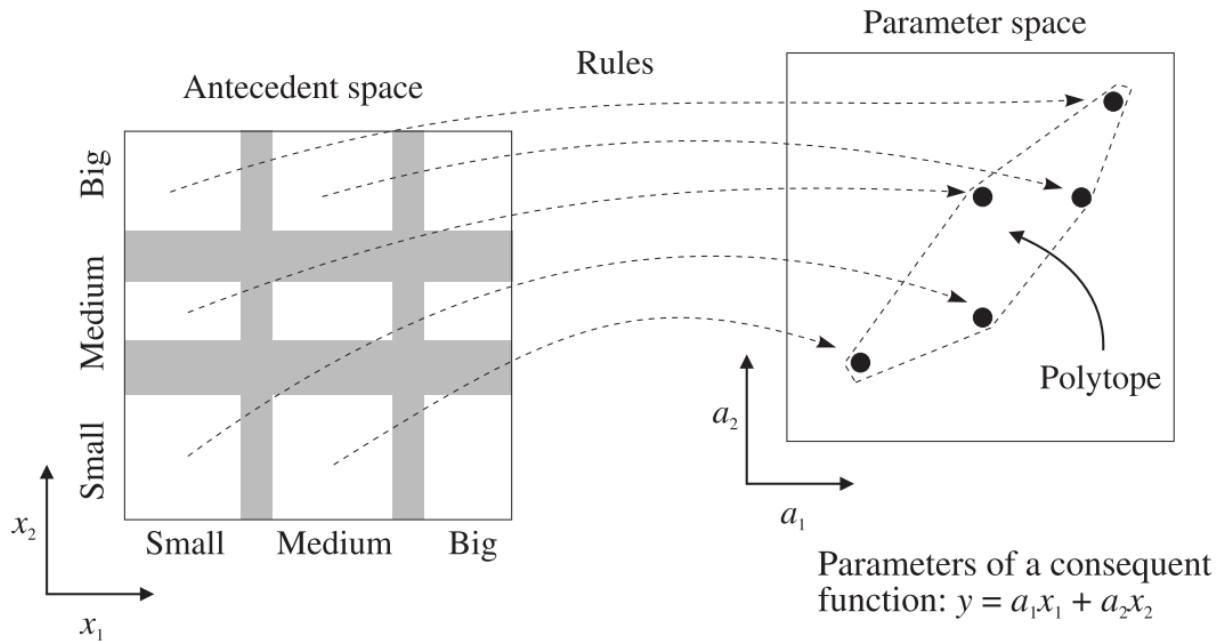 Parameter space
Rules
Antecedent space
Big
Medium
Small
Small Medium Big
x₂
x₁
Polytope
a₂
a₁
Parameters of a consequent
function: y = a₁x₁ + a₂x₂